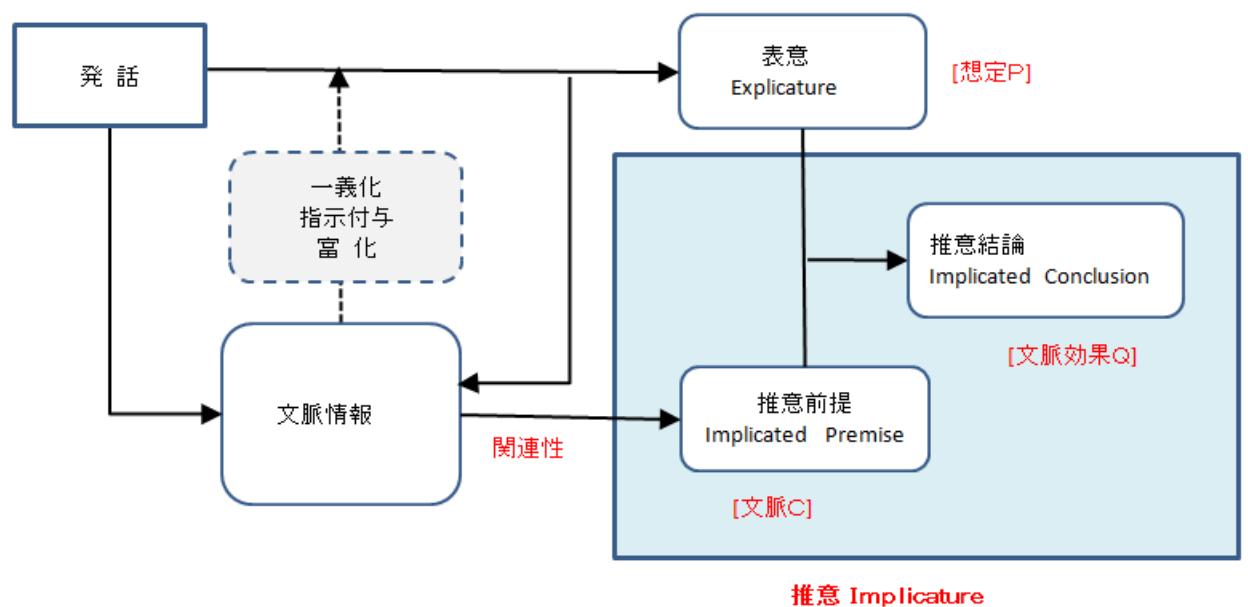 発 話
表意
Explicature
[想定P]
一義化
指示付与
富 化
推意結論
Implicated Conclusion
[文脈効果Q]
文脈情報
関連性
推意前提
Implicated Premise
[文脈C]
推意 Implicature